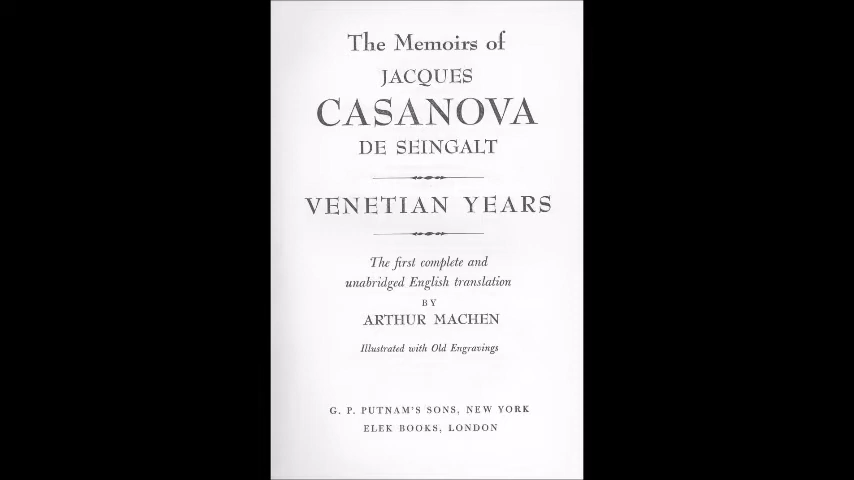 The Memoirs of
JACQUES
CASANOVA
DE SEINGALT
VENETIAN YEARS
The first complete and
unabridged English translation
BY
ARTHUR MACHEN
Illustrated with Old Engravings
G. P. PUTNAM'S SONS, NEW YORK
ELEK BOOKS, LONDON